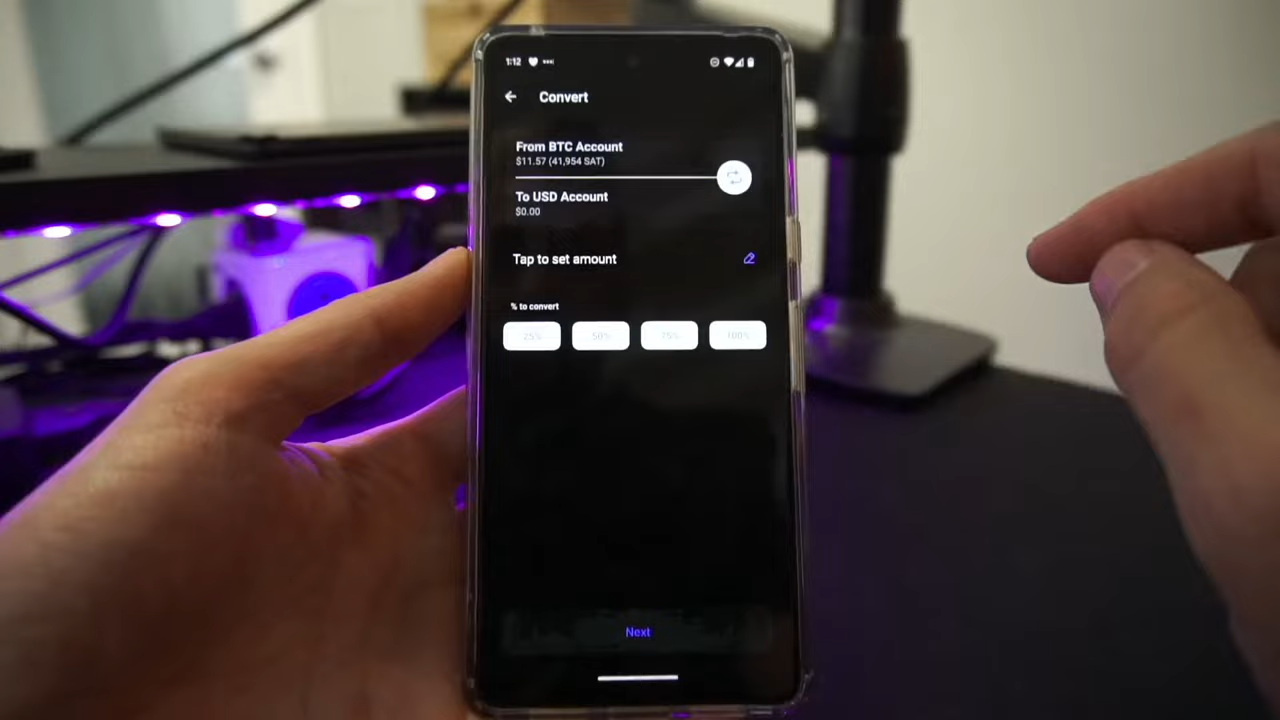 1:12
Convert
From BTC Account
$11.57 (41,954 SAT)
To USD Account
$0.00
Tap to set amount
% to convert
25% 50% 75% 100%
Next